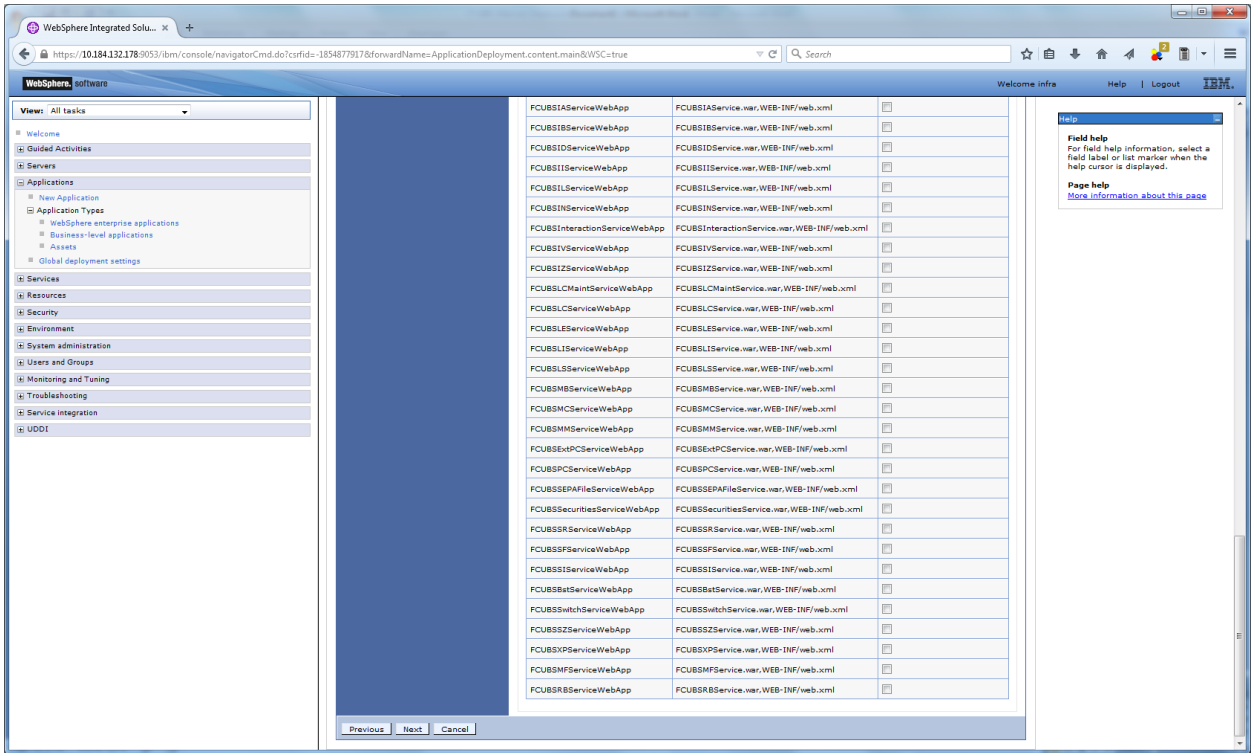 WebSphere Integrated Solu...
https://10.184.132.178:9053/ibm/console/navigatorCmd.do?csrfid=-1854877917&forwardName=ApplicationDeployment.content.main&WSC=true
Search
2
WebSphere. software
Welcome infra
Help | Logout
IBM.
View: All tasks
Welcome
Guided Activities
Servers
Applications
New Application
Application Types
WebSphere enterprise applications
Business-level applications
Assets
Global deployment settings
Services
Resources
Security
Environment
System administration
Users and Groups
Monitoring and Tuning
Troubleshooting
Service integration
UDDI
FCUBSIAServiceWebApp FCUBSIAService.war,WEB-INF/web.xml
FCUBSIBServiceWebApp FCUBSIBService.war,WEB-INF/web.xml
FCUBSIDServiceWebApp FCUBSIDService.war,WEB-INF/web.xml
FCUBSIIServiceWebApp FCUBSIIService.war,WEB-INF/web.xml
FCUBSILServiceWebApp FCUBSILService.war,WEB-INF/web.xml
FCUBSINServiceWebApp FCUBSINService.war,WEB-INF/web.xml
FCUBSInteractionServiceWebApp FCUBSInteractionService.war,WEB-INF/web.xml
FCUBSIVServiceWebApp FCUBSIVService.war,WEB-INF/web.xml
FCUBSIZServiceWebApp FCUBSIZService.war,WEB-INF/web.xml
FCUBSLCMaintServiceWebApp FCUBSLCMaintService.war,WEB-INF/web.xml
FCUBSLCServiceWebApp FCUBSLCService.war,WEB-INF/web.xml
FCUBSLEServiceWebApp FCUBSLEService.war,WEB-INF/web.xml
FCUBSLIServiceWebApp FCUBSLIService.war,WEB-INF/web.xml
FCUBSLSServiceWebApp FCUBSLSService.war,WEB-INF/web.xml
FCUBSMBServiceWebApp FCUBSMBService.war,WEB-INF/web.xml
FCUBSMCServiceWebApp FCUBSMCService.war,WEB-INF/web.xml
FCUBSMMServiceWebApp FCUBSMMService.war,WEB-INF/web.xml
FCUBSExtPCServiceWebApp FCUBSExtPCService.war,WEB-INF/web.xml
FCUBSPCServiceWebApp FCUBSPCService.war,WEB-INF/web.xml
FCUBSSEPAFileServiceWebApp FCUBSSEPAFileService.war,WEB-INF/web.xml
FCUBSSecuritiesServiceWebApp FCUBSSecuritiesService.war,WEB-INF/web.xml
FCUBSSRServiceWebApp FCUBSSRService.war,WEB-INF/web.xml
FCUBSSFServiceWebApp FCUBSSFService.war,WEB-INF/web.xml
FCUBSSIServiceWebApp FCUBSSIService.war,WEB-INF/web.xml
FCUBSBstServiceWebApp FCUBSBstService.war,WEB-INF/web.xml
FCUBSSwitchServiceWebApp FCUBSSwitchService.war,WEB-INF/web.xml
FCUBSSZServiceWebApp FCUBSSZService.war,WEB-INF/web.xml
FCUBSXPServiceWebApp FCUBSXPService.war,WEB-INF/web.xml
FCUBSMFServiceWebApp FCUBSMFService.war,WEB-INF/web.xml
FCUBSRBServiceWebApp FCUBSRBService.war,WEB-INF/web.xml
Previous Next Cancel
Help
Field help
For field help information, select a
field label or list marker when the
help cursor is displayed.
Page help
More information about this page